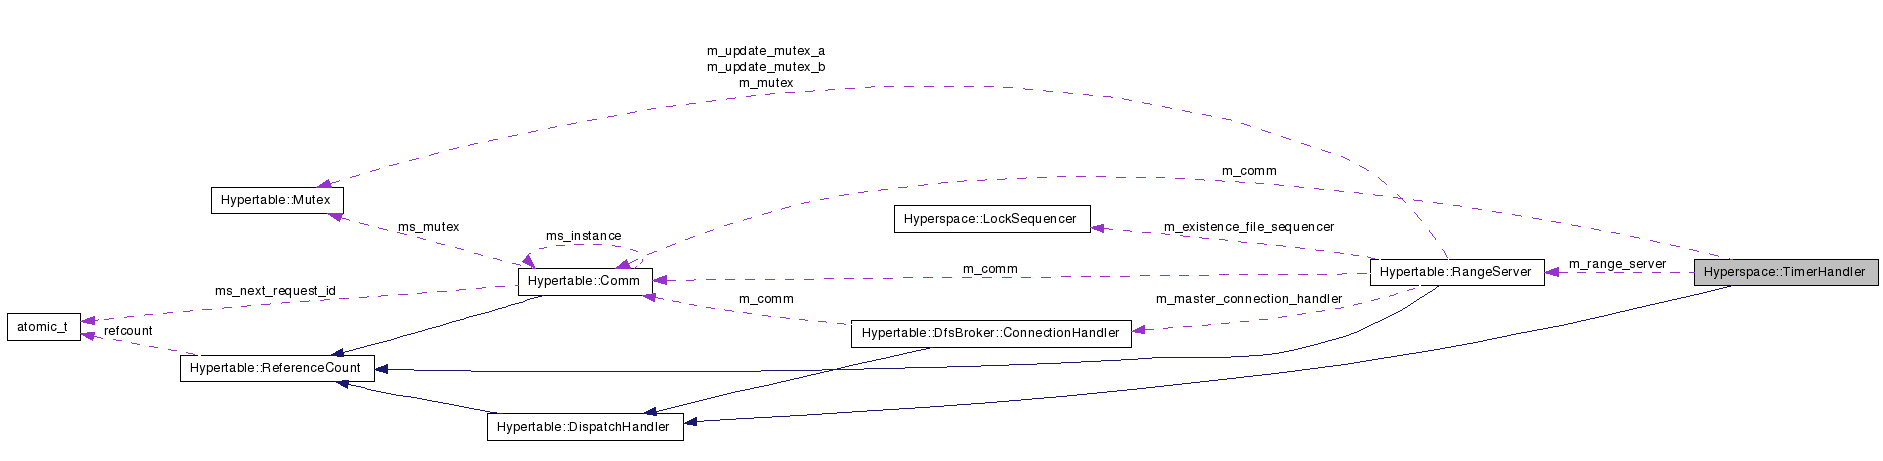 m_update_mutex_a
m_update_mutex_b
m_mutex
m_comm
Hypertable::Mutex
Hyperspace::LockSequencer
ms_mutex
ms_instance
m_existence_file_sequencer
m_comm
m_range_server
Hypertable::Comm
Hypertable::RangeServer
Hyperspace::TimerHandler
ms_next_request_id
m_comm
m_master_connection_handler
atomic_t
refcount
Hypertable::DfsBroker::ConnectionHandler
Hypertable::ReferenceCount
Hypertable::DispatchHandler